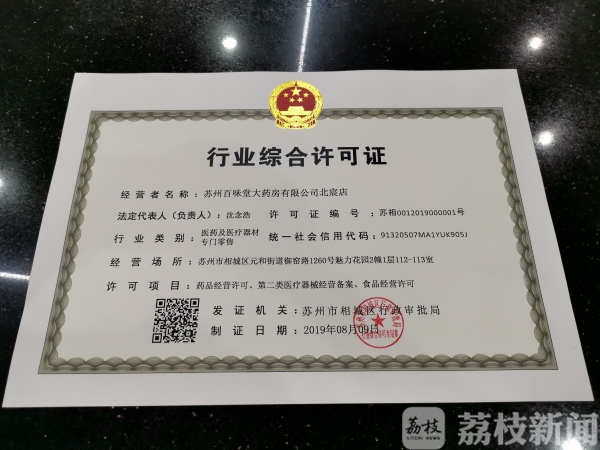 荔枝新闻
行业综合许可证
经营者名称：苏州百味堂大药房有限公司北宸店
法定代表人（负责人）：沈念浩 许可证编号：苏相0012019000001号
行业类别：医药及医疗器材专门零售 统一社会信用代码：91320507MA1YUK905J
经营场所：苏州市相城区元和街道御窑路1260号魅力花园2幢1层112-113室
许可项目：药品经营许可、第二类医疗器械经营备案、食品经营许可
发证机关：苏州市相城区行政审批局
制证日期：2019年08月09日
荔枝
LITCHI NEWS
荔枝新闻